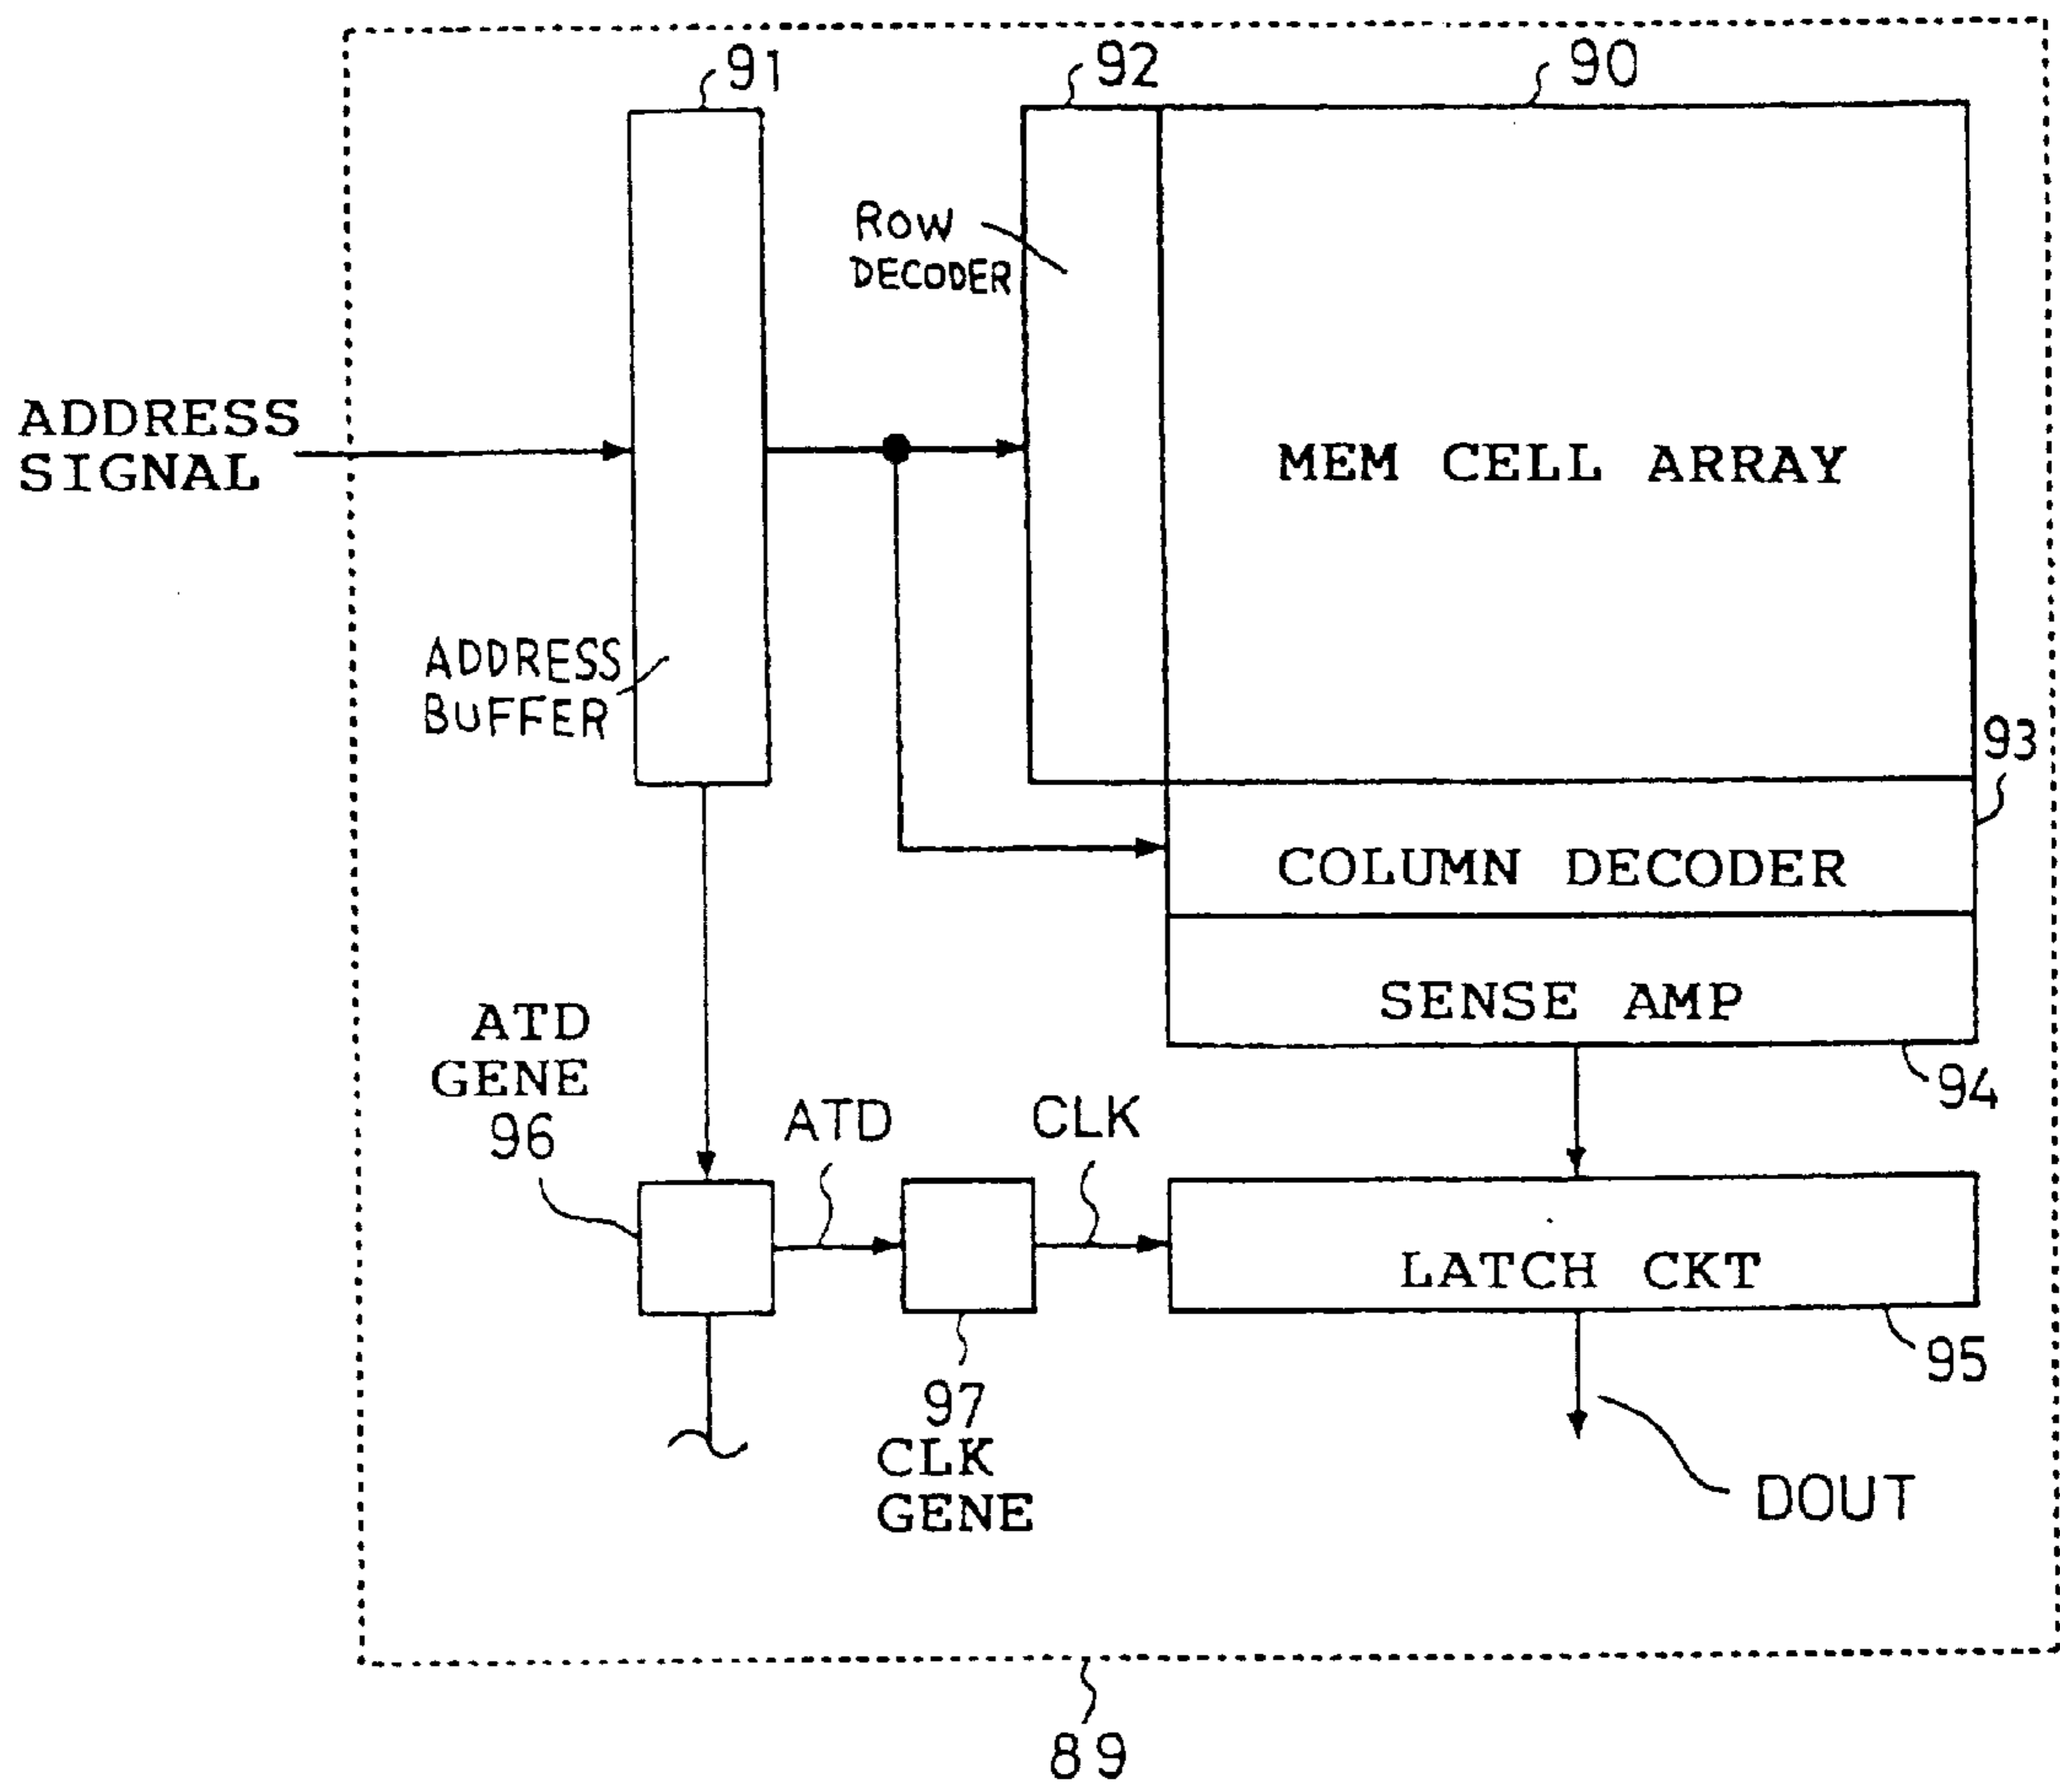 91
92
90
ROW
DECODER
ADDRESS
SIGNAL
MEM CELL ARRAY
ADDRESS
BUFFER
93
COLUMN DECODER
SENSE AMP
94
ATD
GENE
96
ATD
CLK
LATCH CKT
95
97
CLK
GENE
DOUT
89